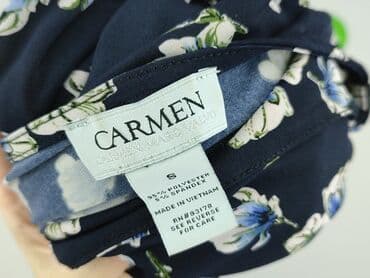 CARMEN
S
95% POLYESTER
5% SPANDEX
MADE IN VIETNAM
RN#93178
SEE REVERSE
FOR CARE